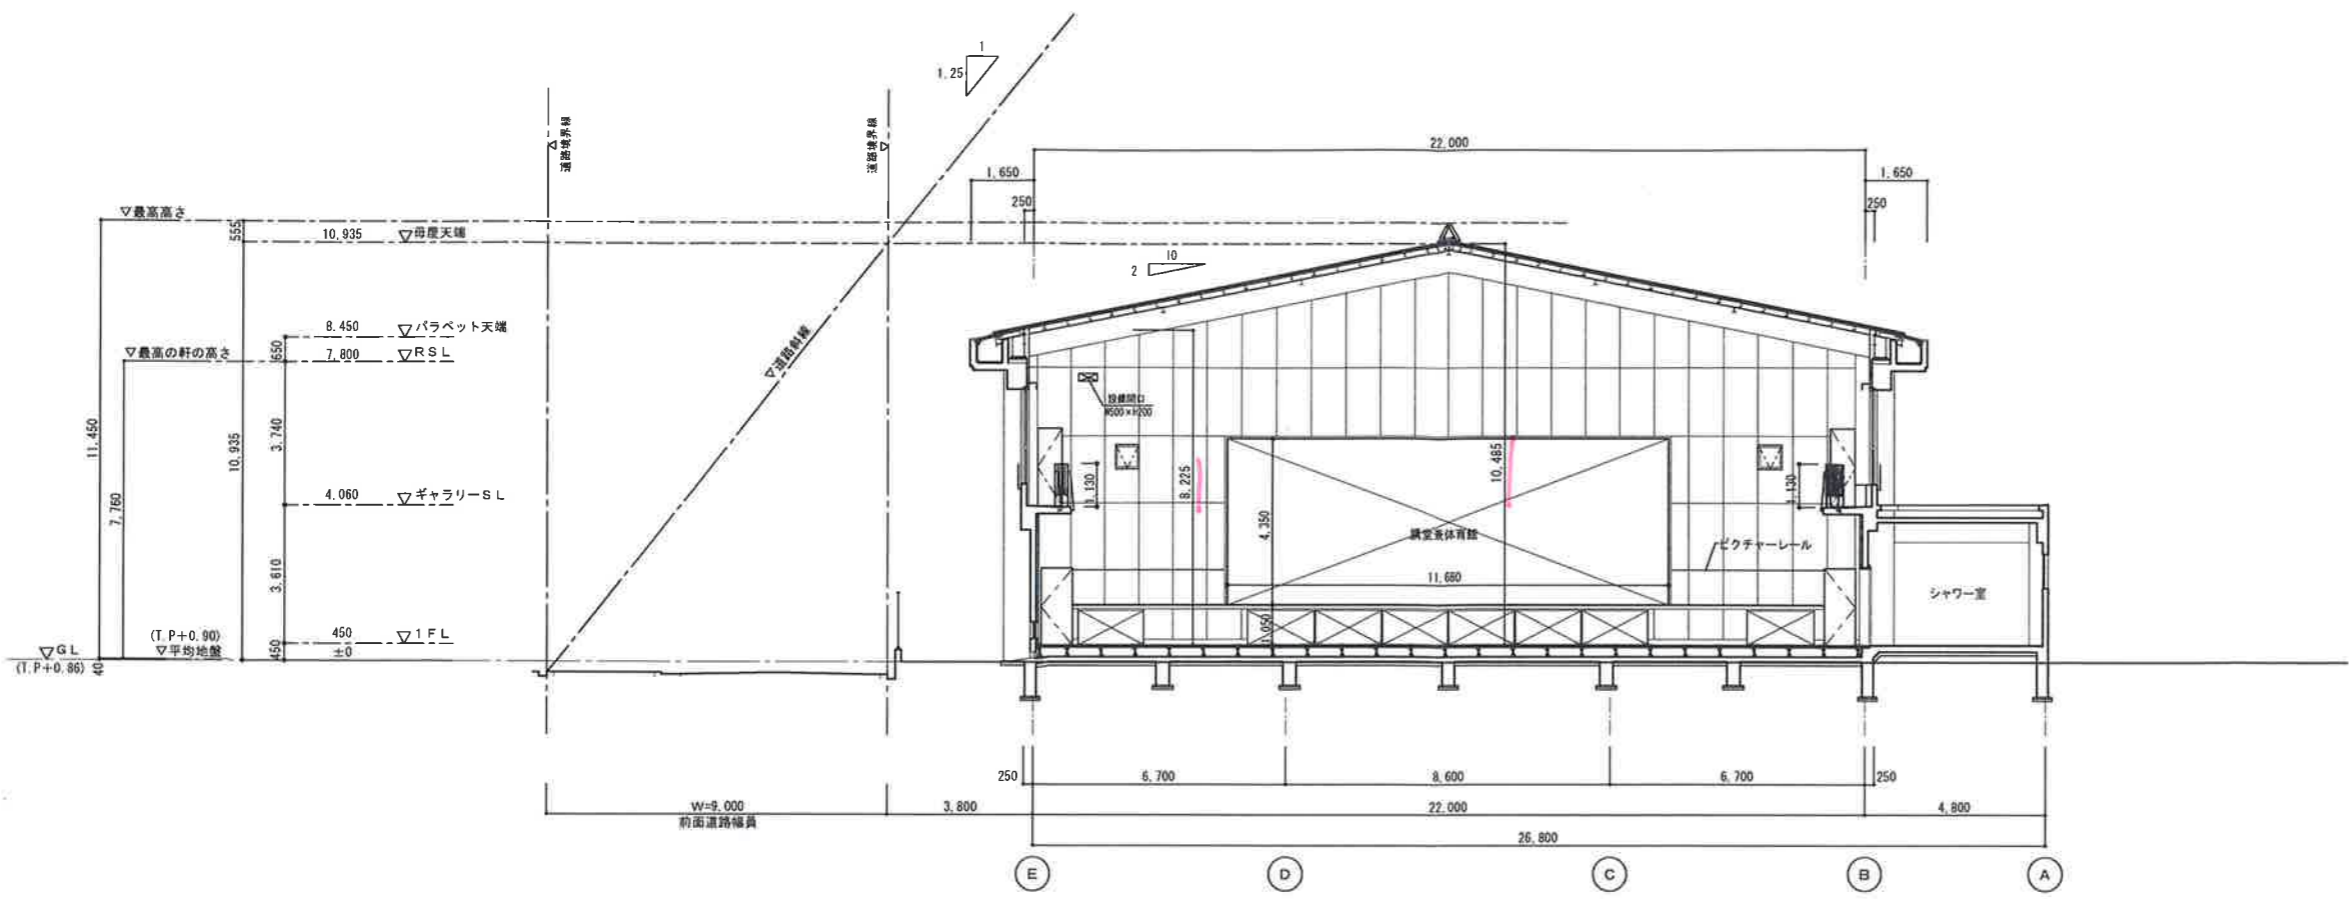 1
1.25
道路境界線
道路境界線
22,000
1,650
1,650
250
250
▽最高高さ
555
10,935 ▽母屋天端
10
2
8.450 ▽パラペット天端
▽最高の軒の高さ
650
7,800 ▽RSL
▽道路斜線
設備開口
W500×H200
11,450
10,935
3,740
7,760
4.060 ▽ギャラリーSL
1,130
8,225
10,485
1,130
4,350
講堂兼体育館
ピクチャーレール
11,680
3,610
シャワー室
1,050
(T.P+0.90)
450 ▽1FL
▽GL
▽平均地盤
±0
450
(T.P+0.86)
40
250
6,700
8,600
6,700
250
W=9,000
前面道路幅員
3,800
22,000
4,800
26,800
E
D
C
B
A